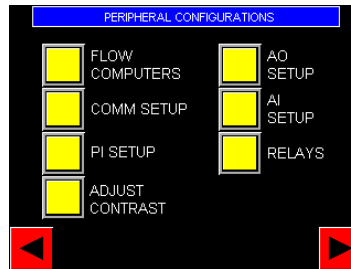 PERIPHERAL CONFIGURATIONS
FLOW
COMPUTERS
AO
SETUP
COMM SETUP
AI
SETUP
PI SETUP
RELAYS
ADJUST
CONTRAST